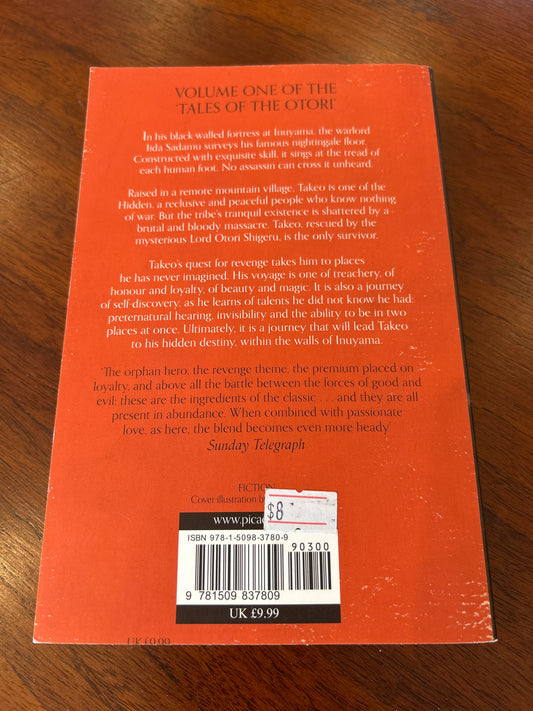 VOLUME ONE OF THE
'TALES OF THE OTORI'
In his black-walled fortress at Inuyama, the warlord
Iida Sadamu surveys his famous nightingale floor.
Constructed with exquisite skill, it sings at the tread of
each human foot. No assassin can cross it unheard.
Raised in a remote mountain village, Takeo is one of the
Hidden, a reclusive and peaceful people who know nothing
of war. But the tribe's tranquil existence is shattered by a
brutal and bloody massacre. Takeo, rescued by the
mysterious Lord Otori Shigeru, is the only survivor.
Takeo's quest for revenge takes him to places
he has never imagined. His voyage is one of treachery, of
honour and loyalty, of beauty and magic. It is also a journey
of self-discovery, as he learns of talents he did not know he had:
preternatural hearing, invisibility and the ability to be in two
places at once. Ultimately, it is a journey that will lead Takeo
to his hidden destiny, within the walls of Inuyama.
'The orphan hero, the revenge theme, the premium placed on
loyalty, and above all the battle between the forces of good and
evil: these are the ingredients of the classic . . . and they are all
present in abundance. When combined with passionate
love, as here, the blend becomes even more heady'
Sunday Telegraph
FICTION
Cover illustration by
$8
www.picad
ISBN 978-1-5098-3780-9
90300
9 781509 837809
UK £9.99
UK £9.99